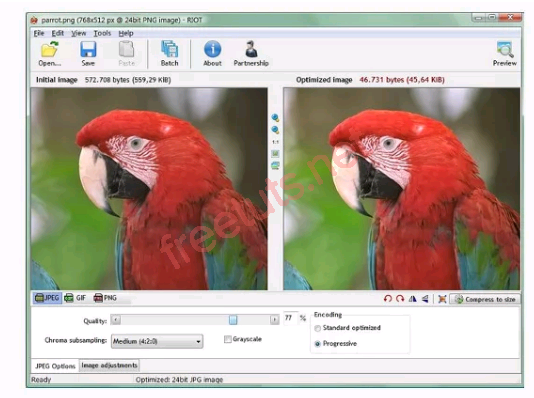 parrot.png (768x512 px @ 24bit PNG image) - RIOT
File Edit View Tools Help
Open... Save Paste Batch About Partnership Preview
Initial image 572.708 bytes (559,29 KiB) Optimized image 46.731 bytes (45,64 KiB)
1:1
freetuts.net
JPEG GIF PNG Compress to size
Quality: 77 % Encoding
Standard optimized
Chroma subsampling: Medium (4:2:0) Grayscale Progressive
JPEG Options Image adjustments
Ready Optimized: 24bit JPG image